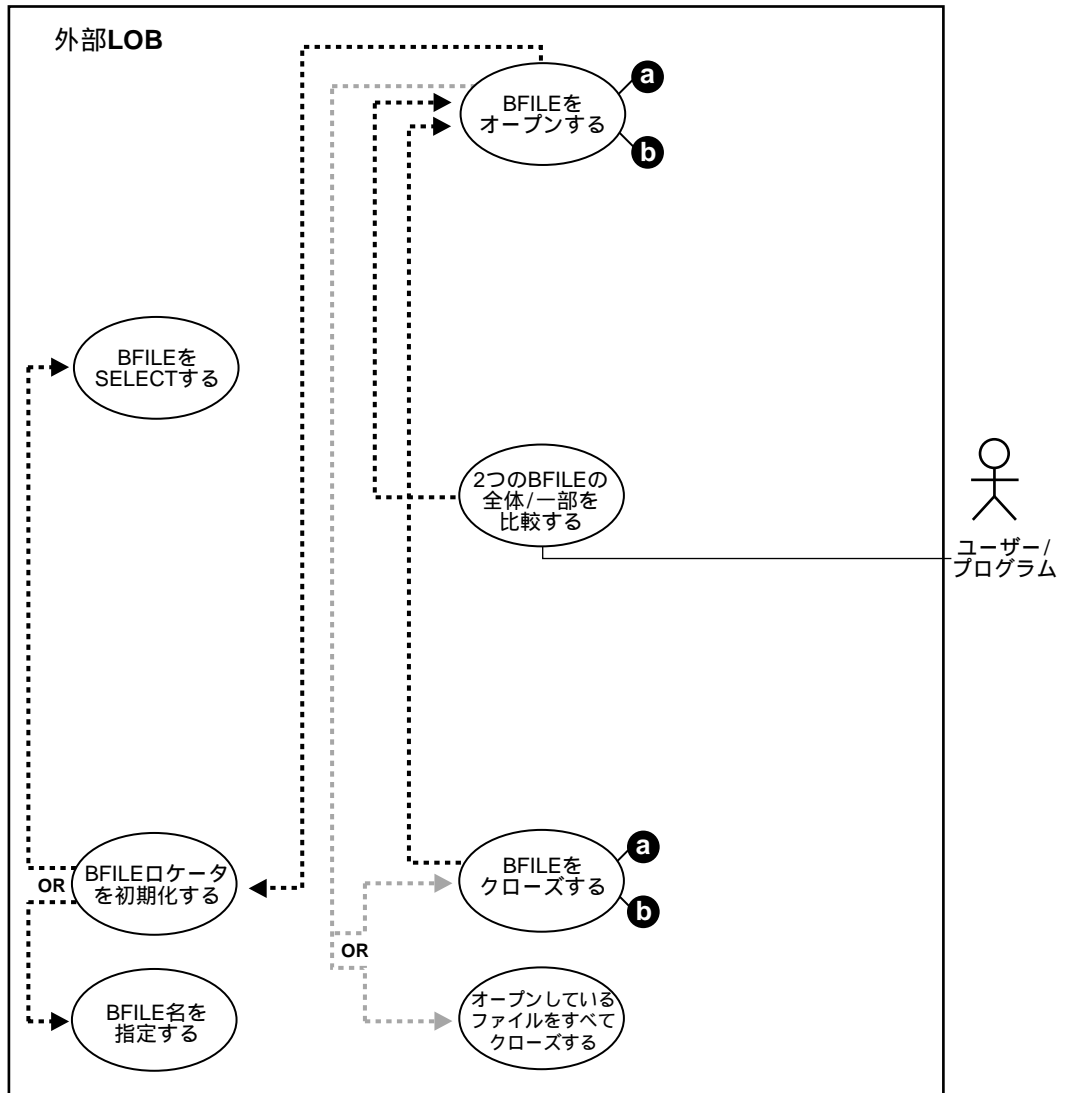 外部LOB
BFILEを
オープンする
a
b
BFILEを
SELECTする
2つのBFILEの
全体/一部を
比較する
ユーザー/
プログラム
BFILEロケータ
を初期化する
OR
BFILEを
クローズする
a
b
OR
BFILE名を
指定する
オープンしている
ファイルをすべて
クローズする